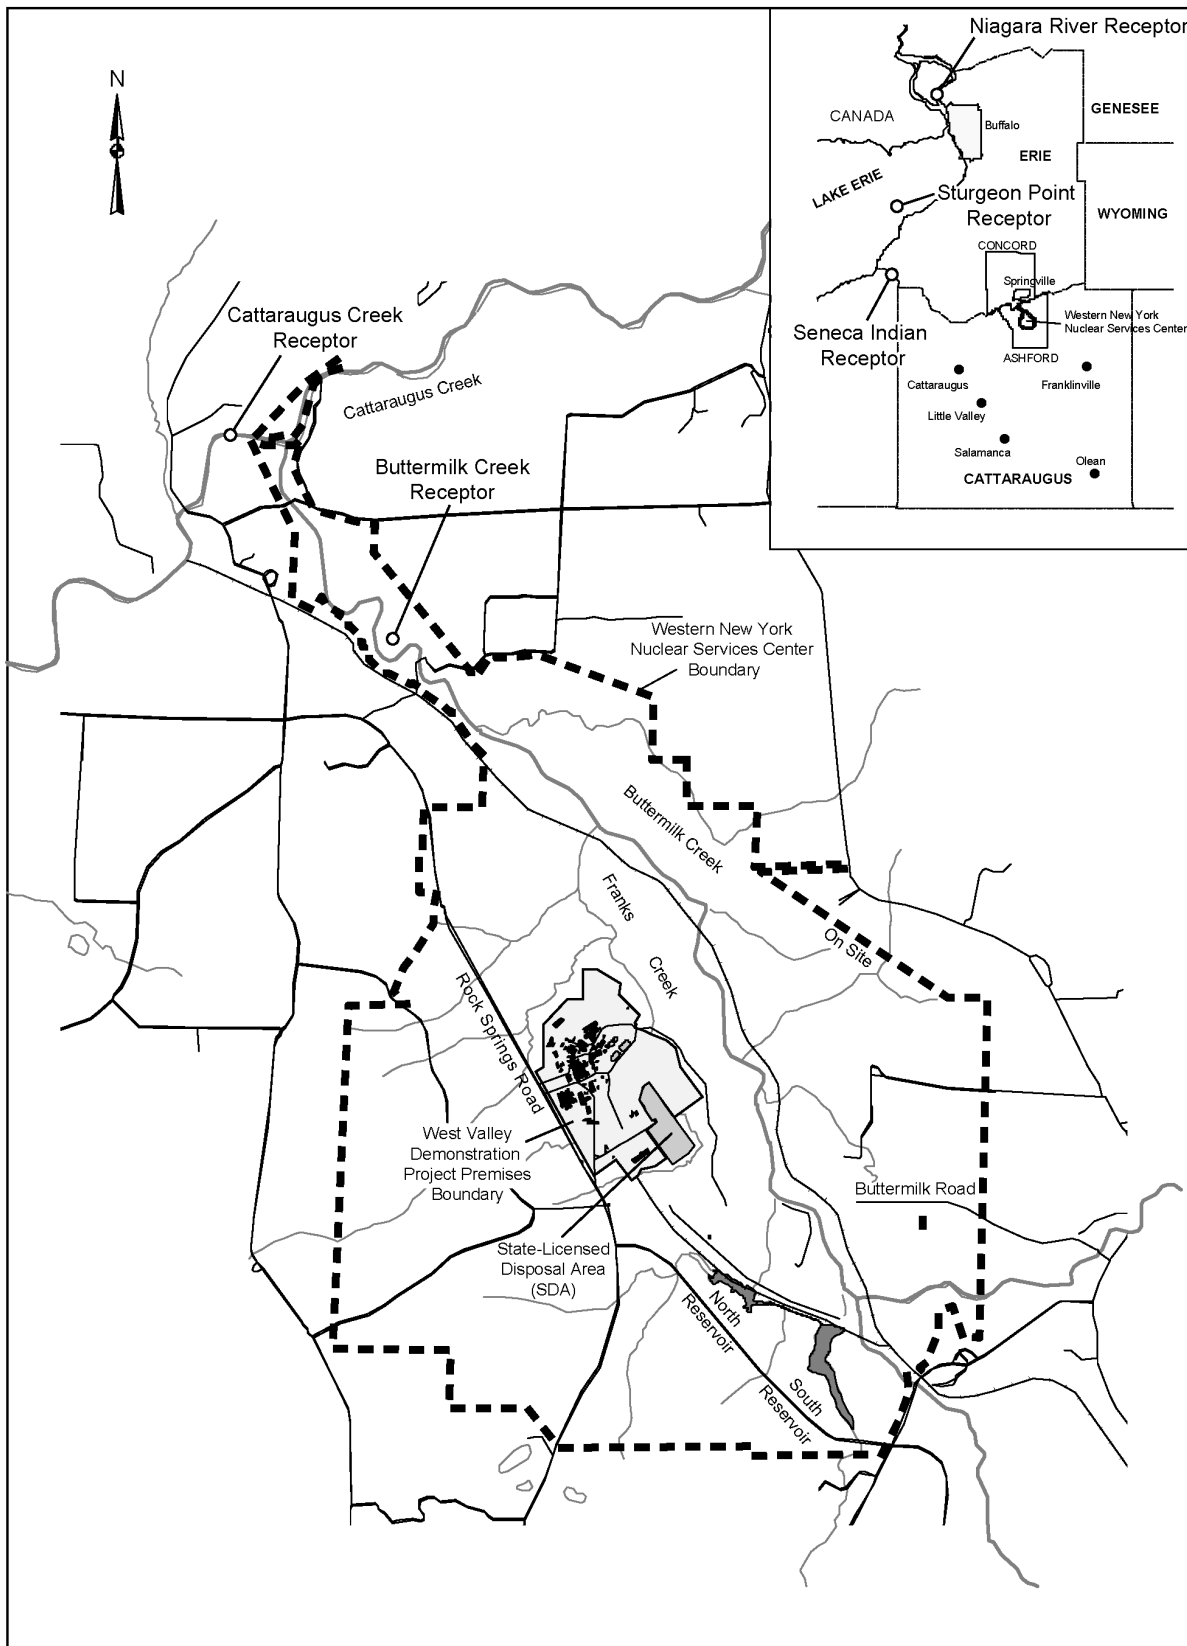 N
Niagara River Receptor
CANADA
GENESEE
Buffalo
ERIE
LAKE ERIE
Sturgeon Point
Receptor
WYOMING
CONCORD
Springville
Western New York
Nuclear Services Center
Seneca Indian
Receptor
ASHFORD
Cattaraugus
Franklinville
Little Valley
Salamanca
Olean
CATTARAUGUS
Cattaraugus Creek
Receptor
Cattaraugus Creek
Buttermilk Creek
Receptor
Western New York
Nuclear Services Center
Boundary
Buttermilk Creek
Franks
Creek
On Site
Rock Springs Road
West Valley
Demonstration
Project Premises
Boundary
Buttermilk Road
State-Licensed
Disposal Area
(SDA)
North
Reservoir
South
Reservoir